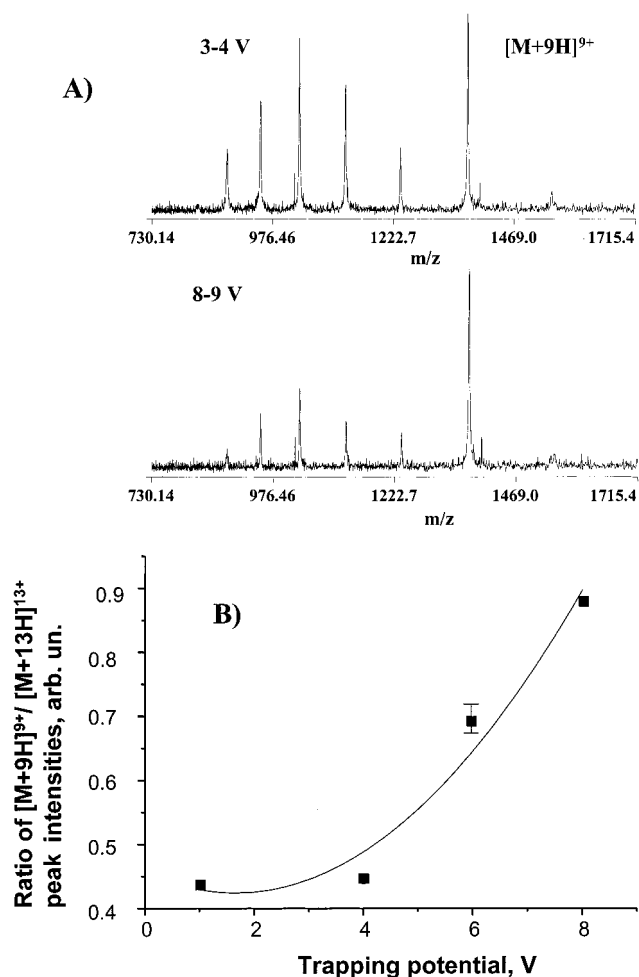 3-4 V
[M+9H]9+
A)
730.14 976.46 1222.7 1469.0 1715.4
m/z
8-9 V
730.14 976.46 1222.7 1469.0 1715.4
m/z
Ratio of [M+9H]9+/ [M+13H]13+
peak intensities, arb. un.
B)
0.9
0.8
0.7
0.6
0.5
0.4
0 2 4 6 8
Trapping potential, V